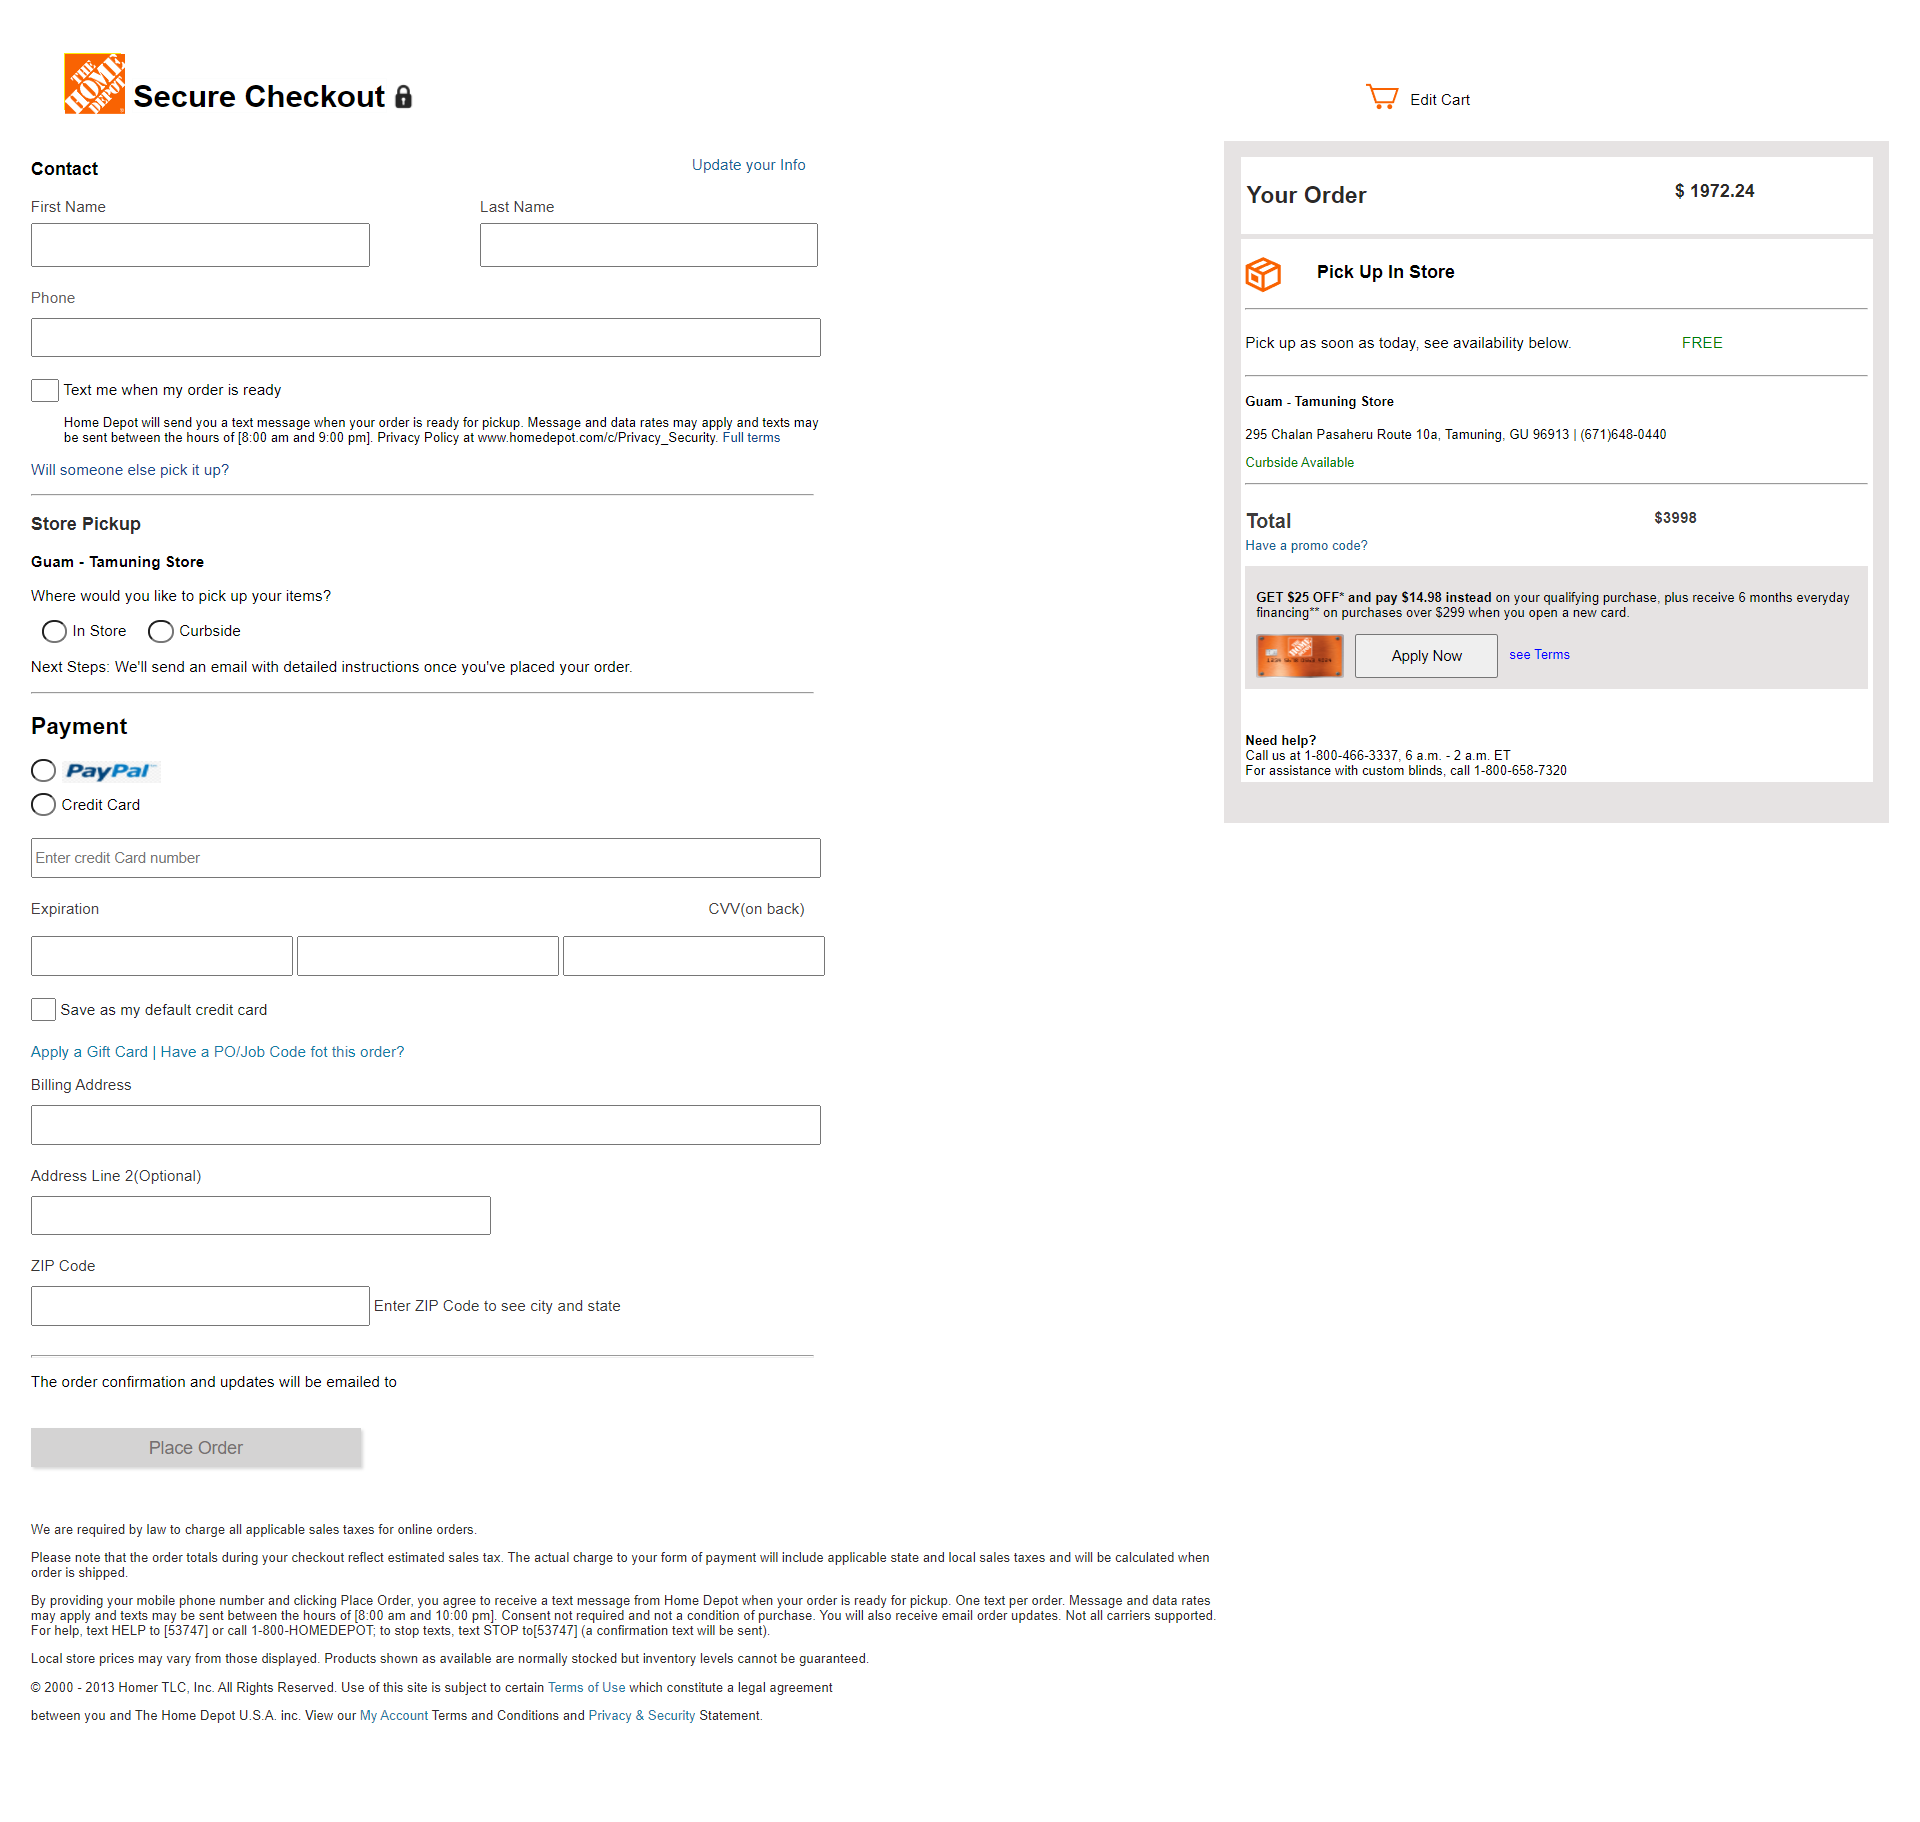 THE HOME DEPOT
Secure Checkout
Edit Cart
Contact
Update your Info
First Name
Last Name
Phone
Text me when my order is ready
Home Depot will send you a text message when your order is ready for pickup. Message and data rates may apply and texts may
be sent between the hours of [8:00 am and 9:00 pm]. Privacy Policy at www.homedepot.com/c/Privacy_Security. Full terms
Will someone else pick it up?
Store Pickup
Guam - Tamuning Store
Where would you like to pick up your items?
In Store
Curbside
Next Steps: We'll send an email with detailed instructions once you've placed your order.
Payment
PayPal
Credit Card
Enter credit Card number
Expiration
CVV(on back)
Save as my default credit card
Apply a Gift Card | Have a PO/Job Code fot this order?
Billing Address
Address Line 2(Optional)
ZIP Code
Enter ZIP Code to see city and state
The order confirmation and updates will be emailed to
Place Order
Your Order
$ 1972.24
Pick Up In Store
Pick up as soon as today, see availability below.
FREE
Guam - Tamuning Store
295 Chalan Pasaheru Route 10a, Tamuning, GU 96913 | (671)648-0440
Curbside Available
Total
$3998
Have a promo code?
GET $25 OFF* and pay $14.98 instead on your qualifying purchase, plus receive 6 months everyday
financing** on purchases over $299 when you open a new card.
Apply Now
see Terms
Need help?
Call us at 1-800-466-3337, 6 a.m. - 2 a.m. ET
For assistance with custom blinds, call 1-800-658-7320
We are required by law to charge all applicable sales taxes for online orders.
Please note that the order totals during your checkout reflect estimated sales tax. The actual charge to your form of payment will include applicable state and local sales taxes and will be calculated when
order is shipped.
By providing your mobile phone number and clicking Place Order, you agree to receive a text message from Home Depot when your order is ready for pickup. One text per order. Message and data rates
may apply and texts may be sent between the hours of [8:00 am and 10:00 pm]. Consent not required and not a condition of purchase. You will also receive email order updates. Not all carriers supported.
For help, text HELP to [53747] or call 1-800-HOMEDEPOT; to stop texts, text STOP to[53747] (a confirmation text will be sent).
Local store prices may vary from those displayed. Products shown as available are normally stocked but inventory levels cannot be guaranteed.
© 2000 - 2013 Homer TLC, Inc. All Rights Reserved. Use of this site is subject to certain Terms of Use which constitute a legal agreement
between you and The Home Depot U.S.A. inc. View our My Account Terms and Conditions and Privacy & Security Statement.